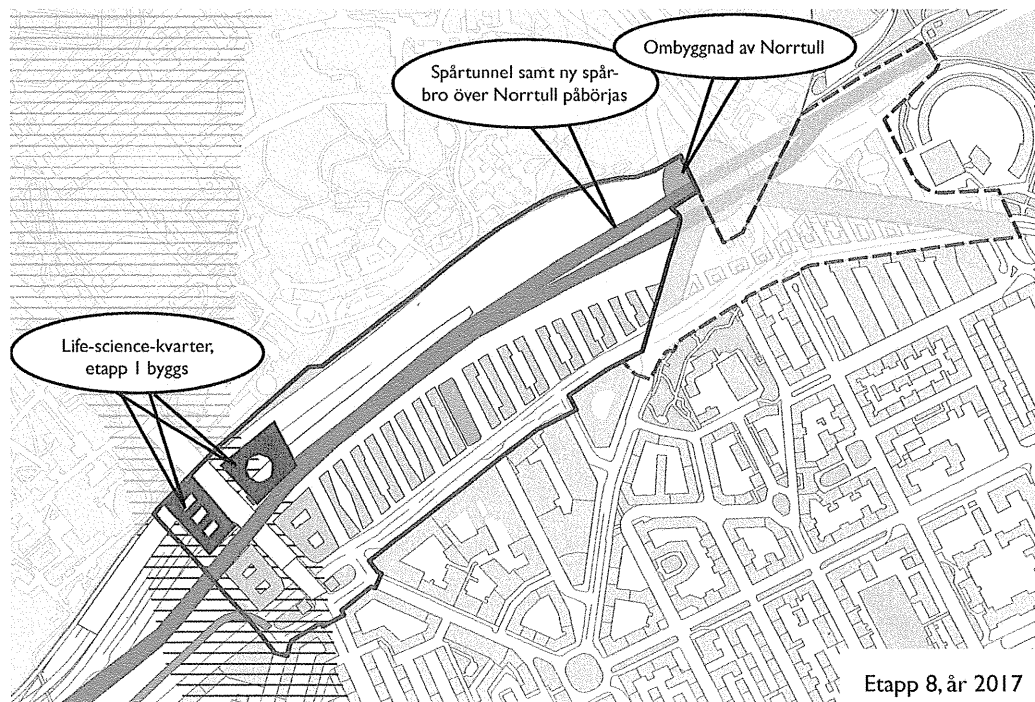 Ombyggnad av Norrtull
Spårtunnel samt ny spår-
bro över Norrtull påbörjas
Life-science-kvarter,
etapp 1 byggs
Etapp 8, år 2017